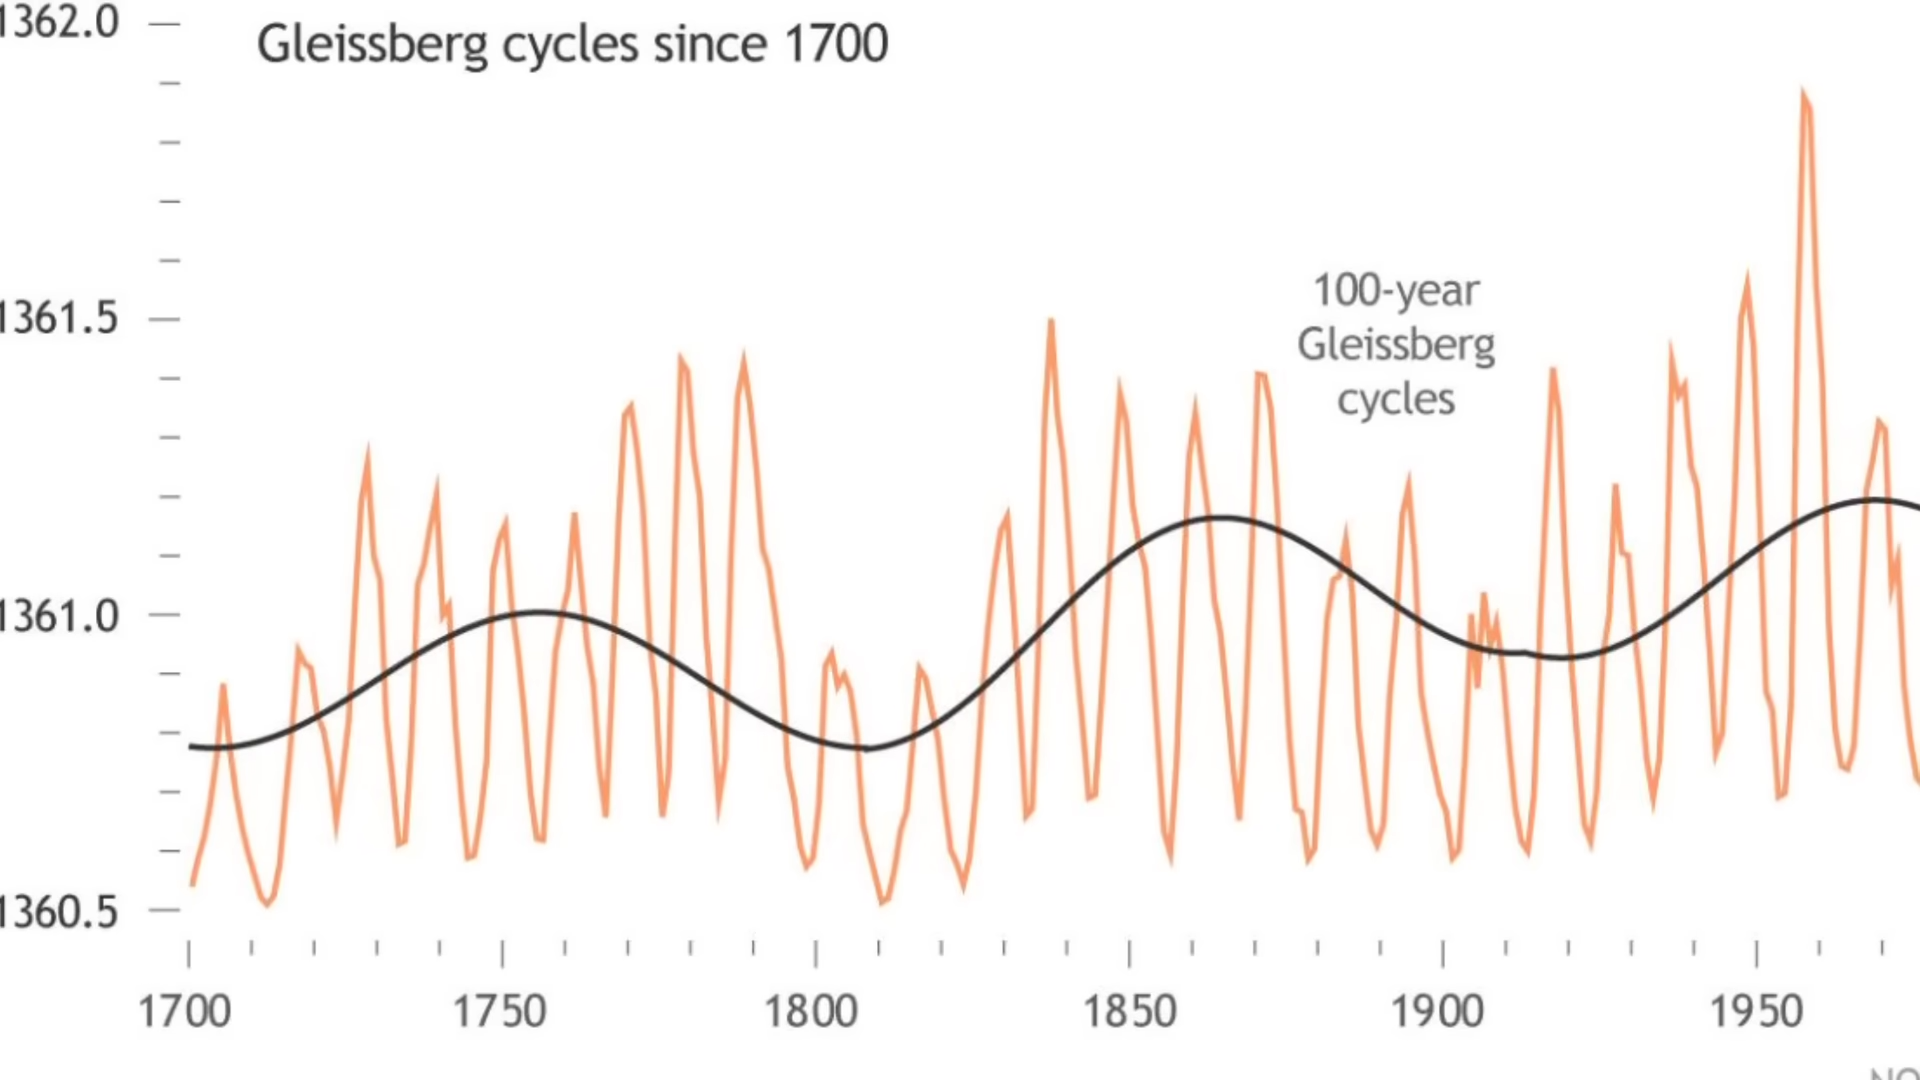 1362.0
Gleissberg cycles since 1700
100-year
1361.5
Gleissberg
cycles
1361.0
1360.5
1700 1750 1800 1850 1900 1950